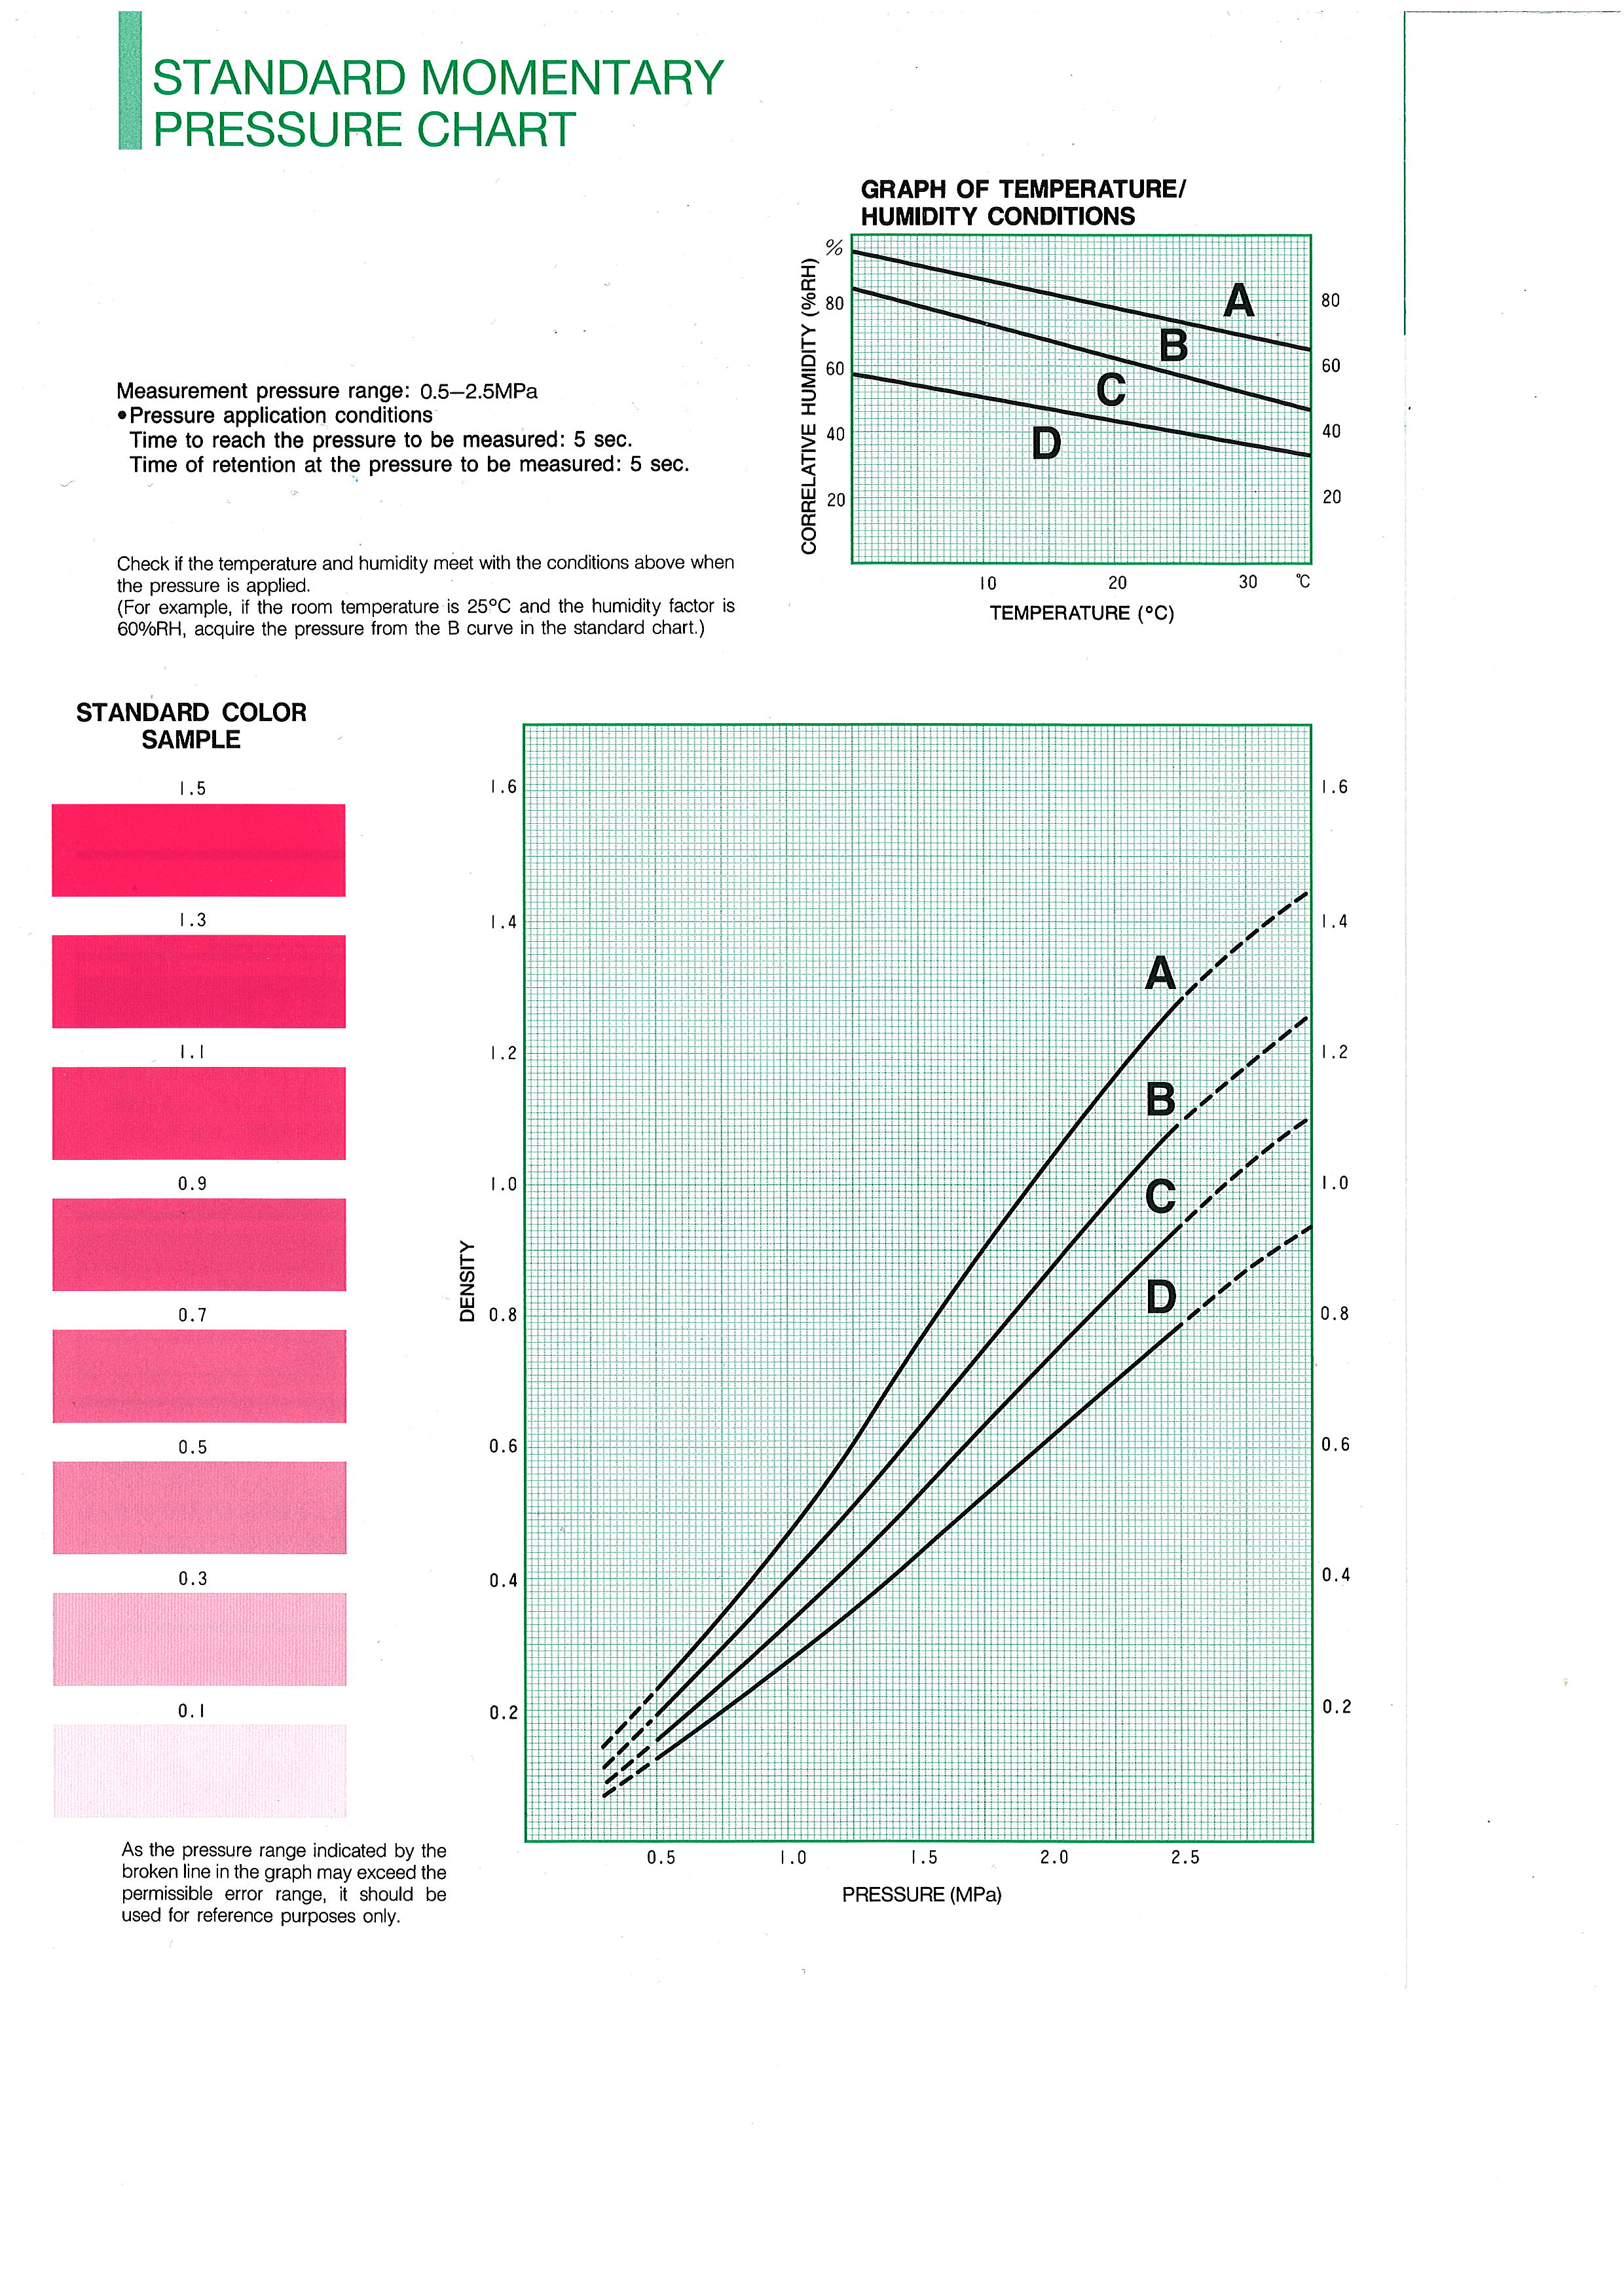 STANDARD MOMENTARY
PRESSURE CHART
GRAPH OF TEMPERATURE/
HUMIDITY CONDITIONS
%
80
60
40
20
CORRELATIVE HUMIDITY (%RH)
A
B
C
D
80
60
40
20
10
20
30
°C
TEMPERATURE (°C)
Measurement pressure range: 0.5–2.5MPa
•Pressure application conditions
Time to reach the pressure to be measured: 5 sec.
Time of retention at the pressure to be measured: 5 sec.
Check if the temperature and humidity meet with the conditions above when
the pressure is applied.
(For example, if the room temperature is 25°C and the humidity factor is
60%RH, acquire the pressure from the B curve in the standard chart.)
STANDARD COLOR
SAMPLE
1.5
1.3
1.1
0.9
0.7
0.5
0.3
0.1
As the pressure range indicated by the
broken line in the graph may exceed the
permissible error range, it should be
used for reference purposes only.
DENSITY
1.6
1.4
1.2
1.0
0.8
0.6
0.4
0.2
A
B
C
D
1.6
1.4
1.2
1.0
0.8
0.6
0.4
0.2
0.5
1.0
1.5
2.0
2.5
PRESSURE (MPa)